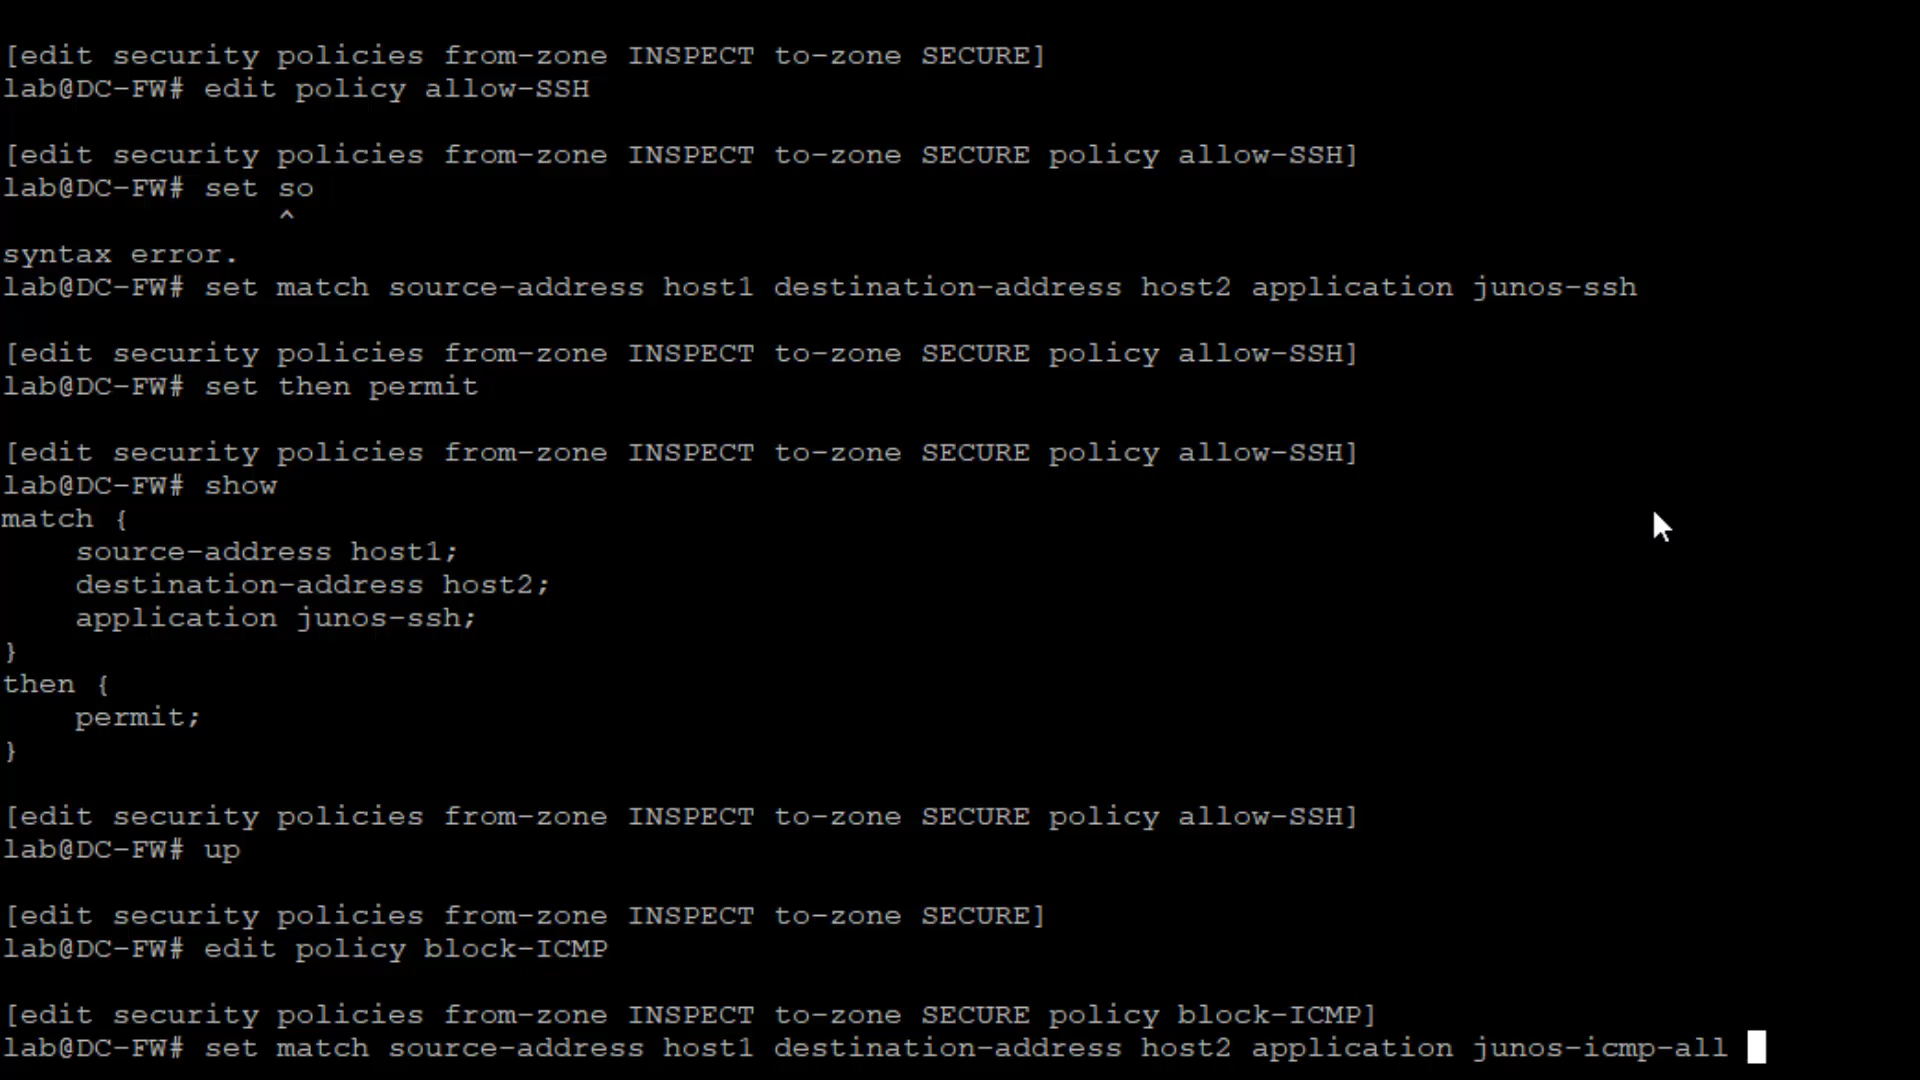 [edit security policies from-zone INSPECT to-zone SECURE]
lab@DC-FW# edit policy allow-SSH
[edit security policies from-zone INSPECT to-zone SECURE policy allow-SSH]
lab@DC-FW# set so
^
syntax error.
lab@DC-FW# set match source-address host1 destination-address host2 application junos-ssh
[edit security policies from-zone INSPECT to-zone SECURE policy allow-SSH]
lab@DC-FW# set then permit
[edit security policies from-zone INSPECT to-zone SECURE policy allow-SSH]
lab@DC-FW# show
match {
    source-address host1;
    destination-address host2;
    application junos-ssh;
}
then {
    permit;
}
[edit security policies from-zone INSPECT to-zone SECURE policy allow-SSH]
lab@DC-FW# up
[edit security policies from-zone INSPECT to-zone SECURE]
lab@DC-FW# edit policy block-ICMP
[edit security policies from-zone INSPECT to-zone SECURE policy block-ICMP]
lab@DC-FW# set match source-address host1 destination-address host2 application junos-icmp-all